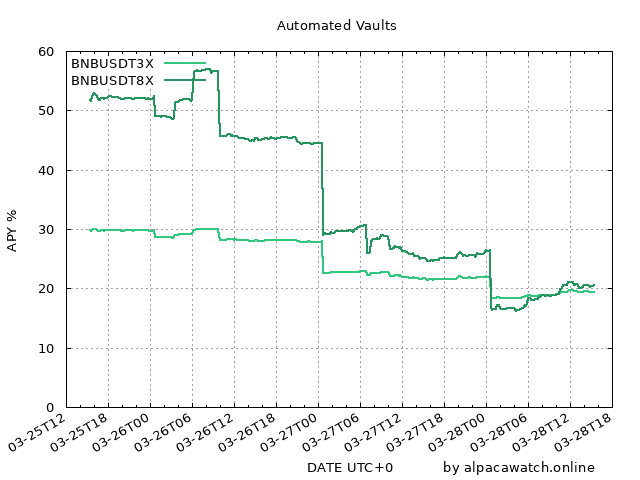 Automated Vaults
60
50
40
30
20
10
0
APY %
BNBUSDT3X
BNBUSDT8X
03-25T12
03-25T18
03-26T00
03-26T06
03-26T12
03-26T18
03-27T00
03-27T06
03-27T12
03-27T18
03-28T00
03-28T06
03-28T12
03-28T18
DATE UTC+0
by alpacawatch.online